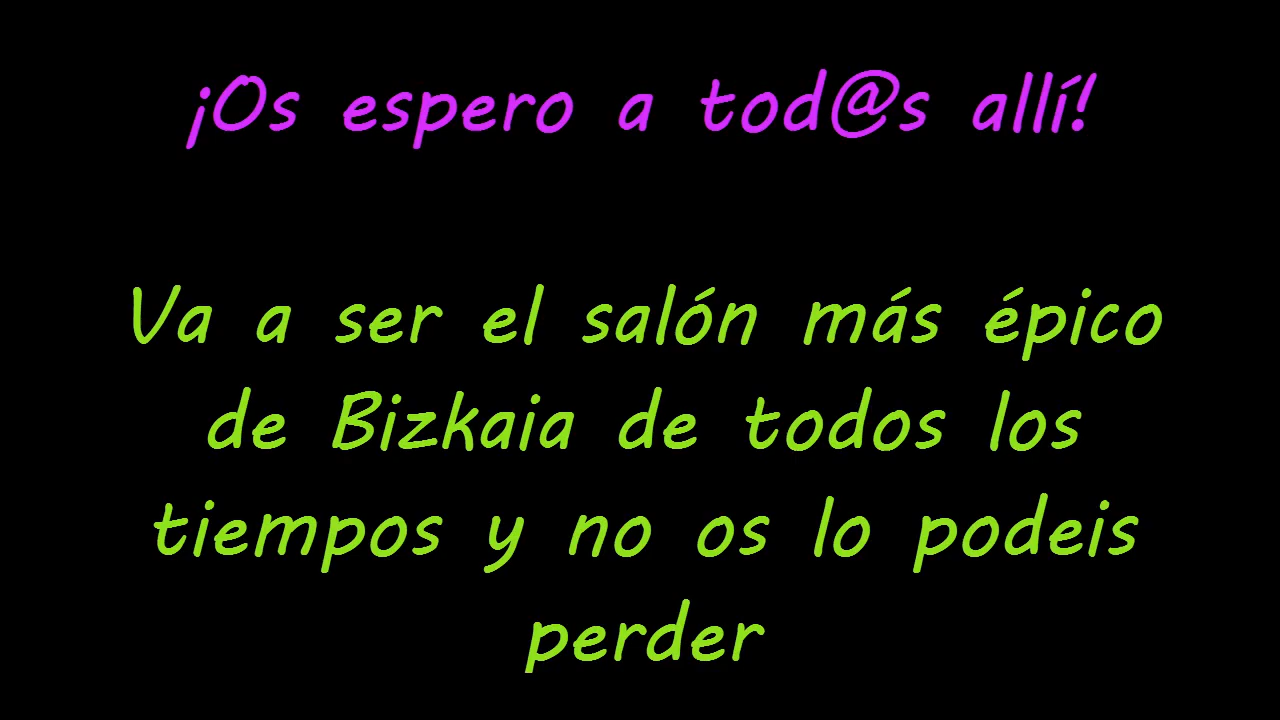 ¡Os espero a tod@s allí!
Va a ser el salón más épico
de Bizkaia de todos los
tiempos y no os lo podeis
perder